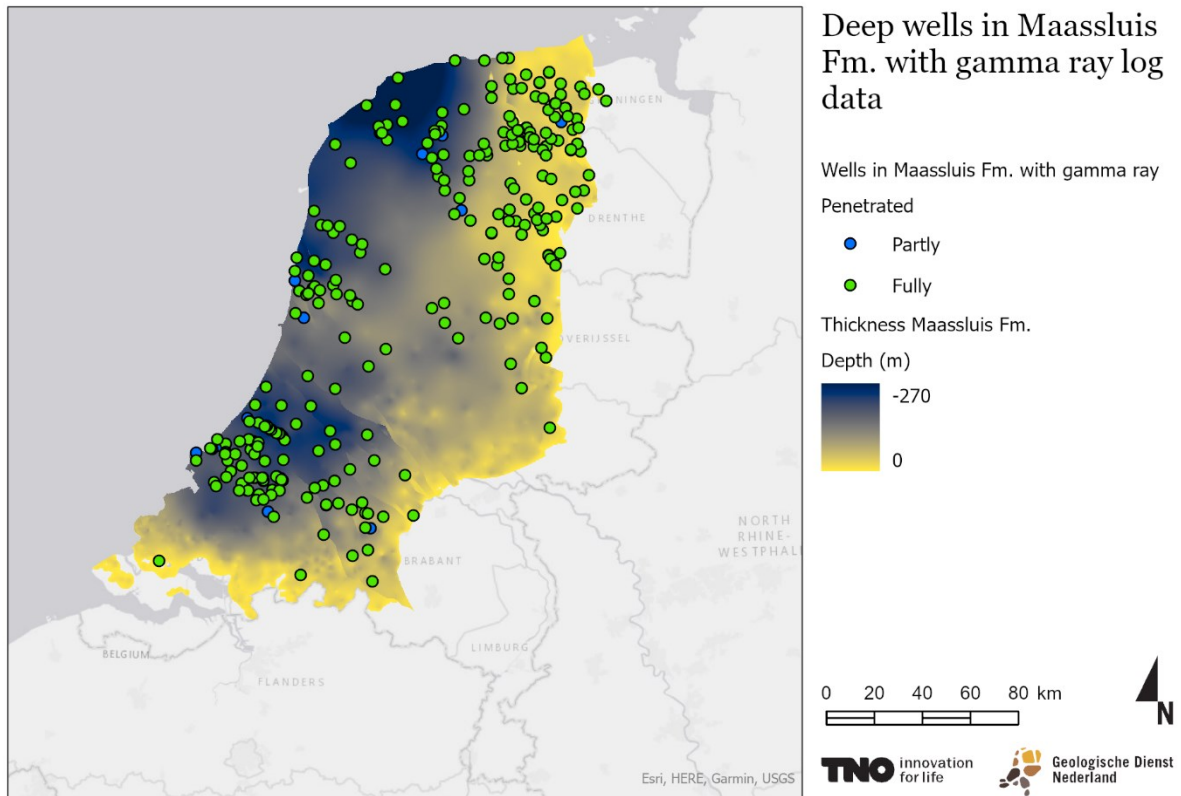 Deep wells in Maassluis
Fm. with gamma ray log
data
Wells in Maassluis Fm. with gamma ray
Penetrated
Partly
Fully
Thickness Maassluis Fm.
Depth (m)
-270
0
NINGEN
DRENTHE
OVERIJSSEL
NORTH
RHINE-
WESTPHAL
BRABANT
LIMBURG
BELGIUM
FLANDERS
Esri, HERE, Garmin, USGS
0 20 40 60 80 km
N
TNO innovation
for life
Geologische Dienst
Nederland